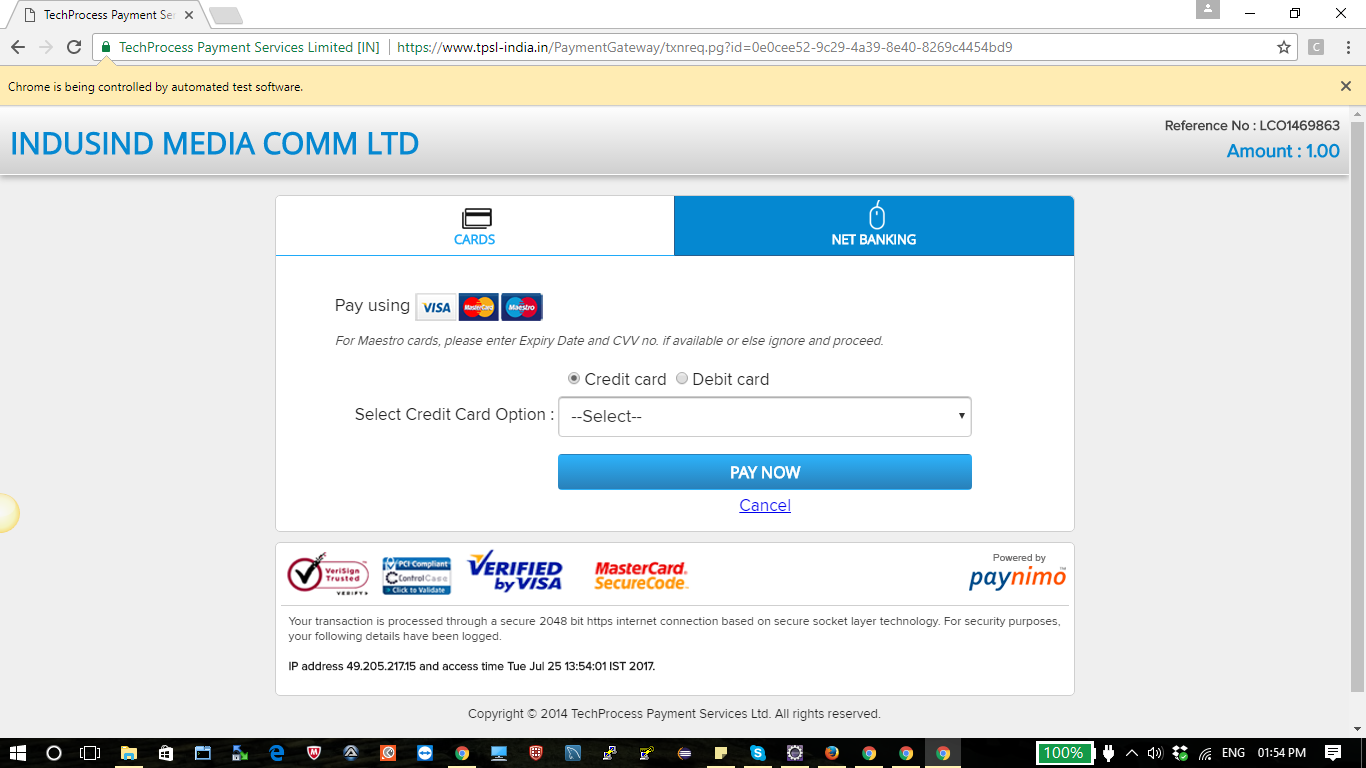 TechProcess Payment Ser
TechProcess Payment Services Limited [IN] https://www.tpsl-india.in/PaymentGateway/txnreq.pg?id=0e0cee52-9c29-4a39-8e40-8269c4454bd9
C
Chrome is being controlled by automated test software.
INDUSIND MEDIA COMM LTD
Reference No : LCO1469863
Amount : 1.00
CARDS
NET BANKING
Pay using VISA MasterCard Maestro
For Maestro cards, please enter Expiry Date and CVV no. if available or else ignore and proceed.
Credit card Debit card
Select Credit Card Option : --Select--
PAY NOW
Cancel
VeriSign Trusted VERIFY
PCI Compliant ControlCase Click to Validate
VERIFIED by VISA
MasterCard. SecureCode.
Powered by
paynimo™
Your transaction is processed through a secure 2048 bit https internet connection based on secure socket layer technology. For security purposes,
your following details have been logged.
IP address 49.205.217.15 and access time Tue Jul 25 13:54:01 IST 2017.
Copyright © 2014 TechProcess Payment Services Ltd. All rights reserved.
100% ENG 01:54 PM